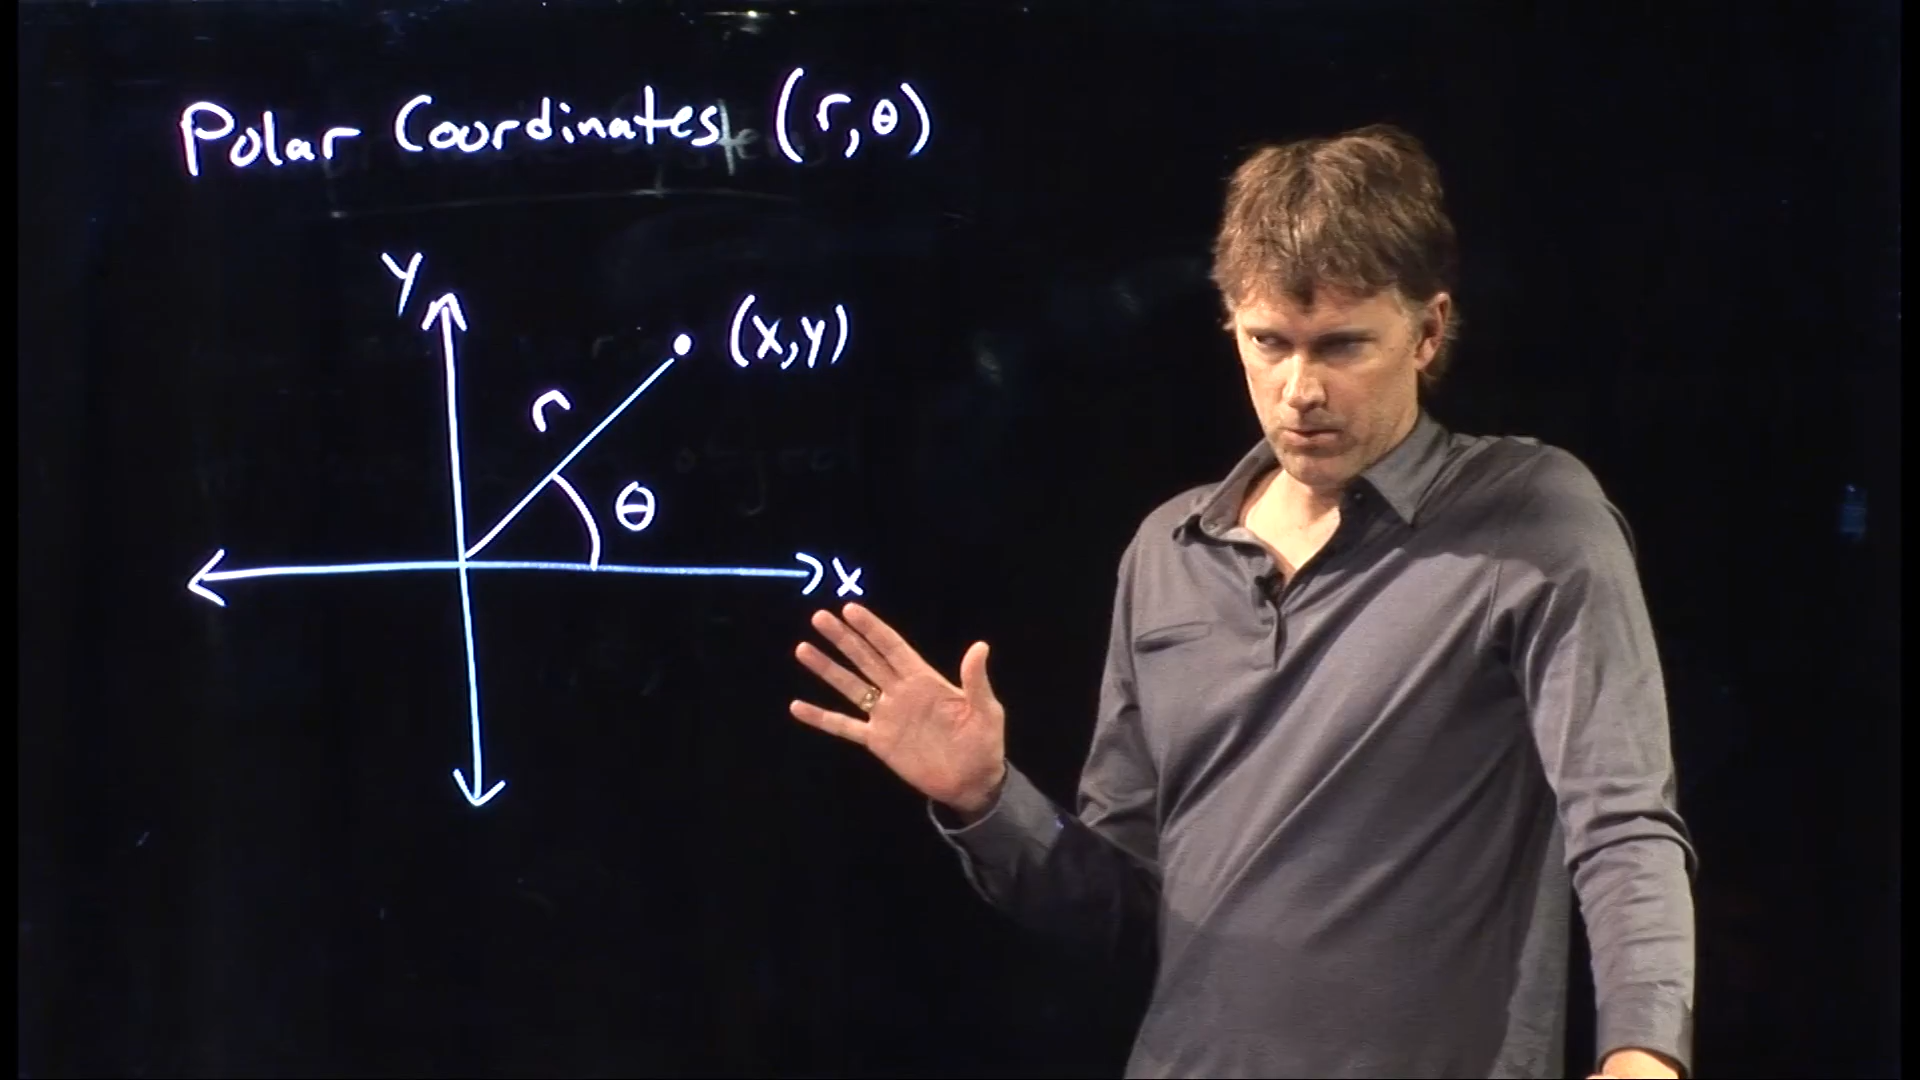 Polar Coordinates (r,θ)
y
(x,y)
r
θ
x